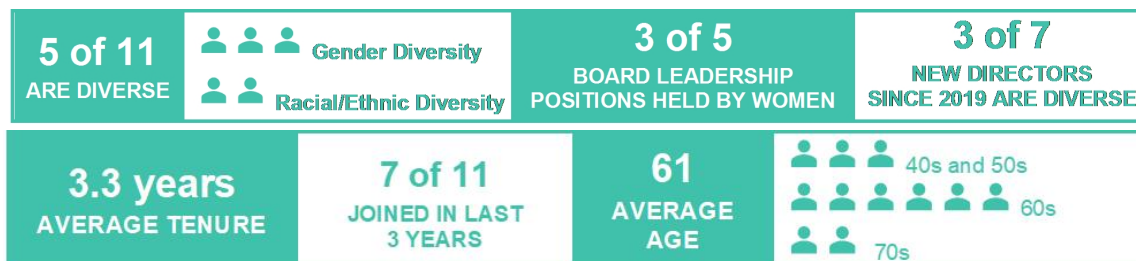 5 of 11
ARE DIVERSE
Gender Diversity
Racial/Ethnic Diversity
3 of 5
BOARD LEADERSHIP
POSITIONS HELD BY WOMEN
3 of 7
NEW DIRECTORS
SINCE 2019 ARE DIVERSE
3.3 years
AVERAGE TENURE
7 of 11
JOINED IN LAST
3 YEARS
61
AVERAGE
AGE
40s and 50s
60s
70s